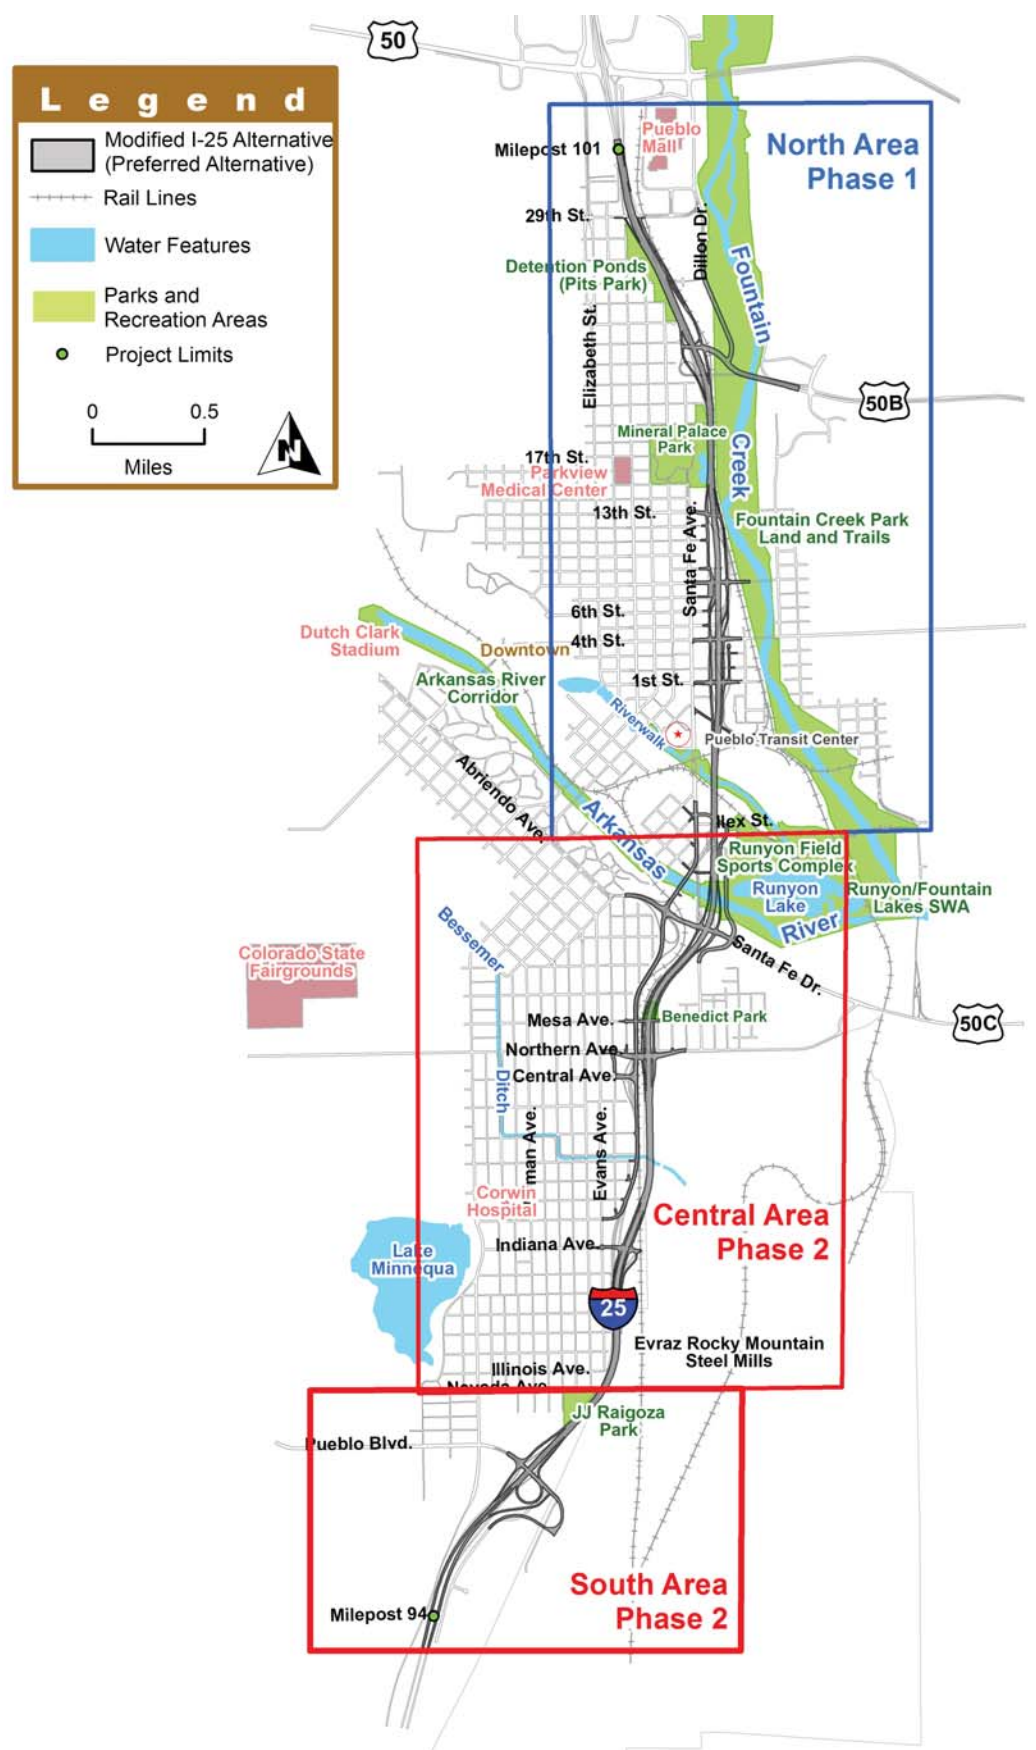 50
Legend
Modified I-25 Alternative
(Preferred Alternative)
Rail Lines
Water Features
Parks and
Recreation Areas
Project Limits
0 0.5
Miles
N
North Area
Phase 1
Pueblo
Mall
Milepost 101
29th St.
Dillon Dr.
Fountain
Detention Ponds
(Pits Park)
Elizabeth St.
50B
Mineral Palace
Park
Creek
17th St.
Parkview
Medical Center
13th St.
Santa Fe Ave.
Fountain Creek Park
Land and Trails
6th St.
4th St.
Dutch Clark
Stadium
Downtown
Arkansas River
Corridor
1st St.
Riverwalk
Pueblo Transit Center
Abriendo Ave.
Arkansas
Ilex St.
Runyon Field
Sports Complex
Runyon
Lake
Runyon/Fountain
Lakes SWA
River
Bessemer
Santa Fe Dr.
Colorado State
Fairgrounds
Mesa Ave.
Benedict Park
50C
Northern Ave.
Central Ave.
Ditch
man Ave.
Evans Ave.
Corwin
Hospital
Central Area
Phase 2
Indiana Ave.
Lake
Minnequa
25
Evraz Rocky Mountain
Steel Mills
Illinois Ave.
Nevada Ave.
JJ Raigoza
Park
Pueblo Blvd.
South Area
Phase 2
Milepost 94